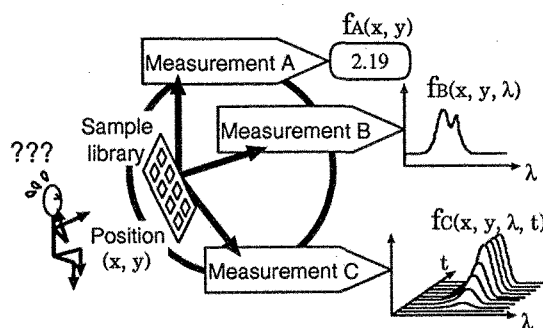 fA(x, y)
Measurement A
2.19
fB(x, y, λ)
Measurement B
Sample
library
λ
???
Position
(x, y)
fC(x, y, λ, t)
t
Measurement C
λ